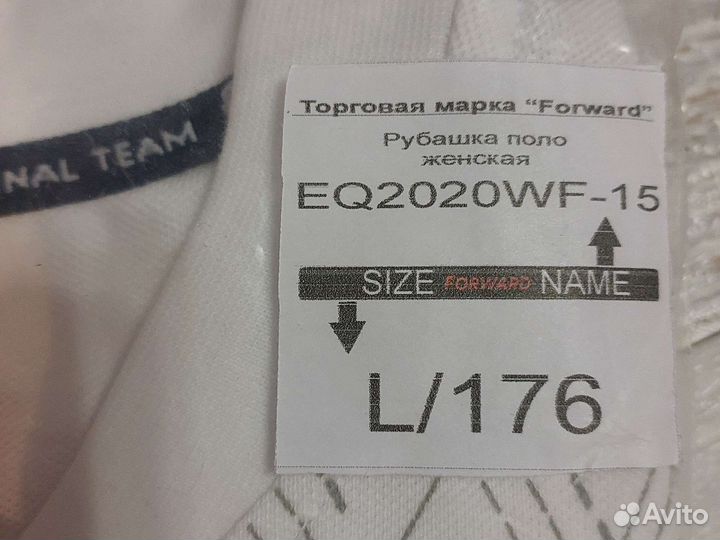 NAL TEAM
Торговая марка “Forward”
Рубашка поло
женская
EQ2020WF-15
SIZE FORWARD NAME
L/176
Avito